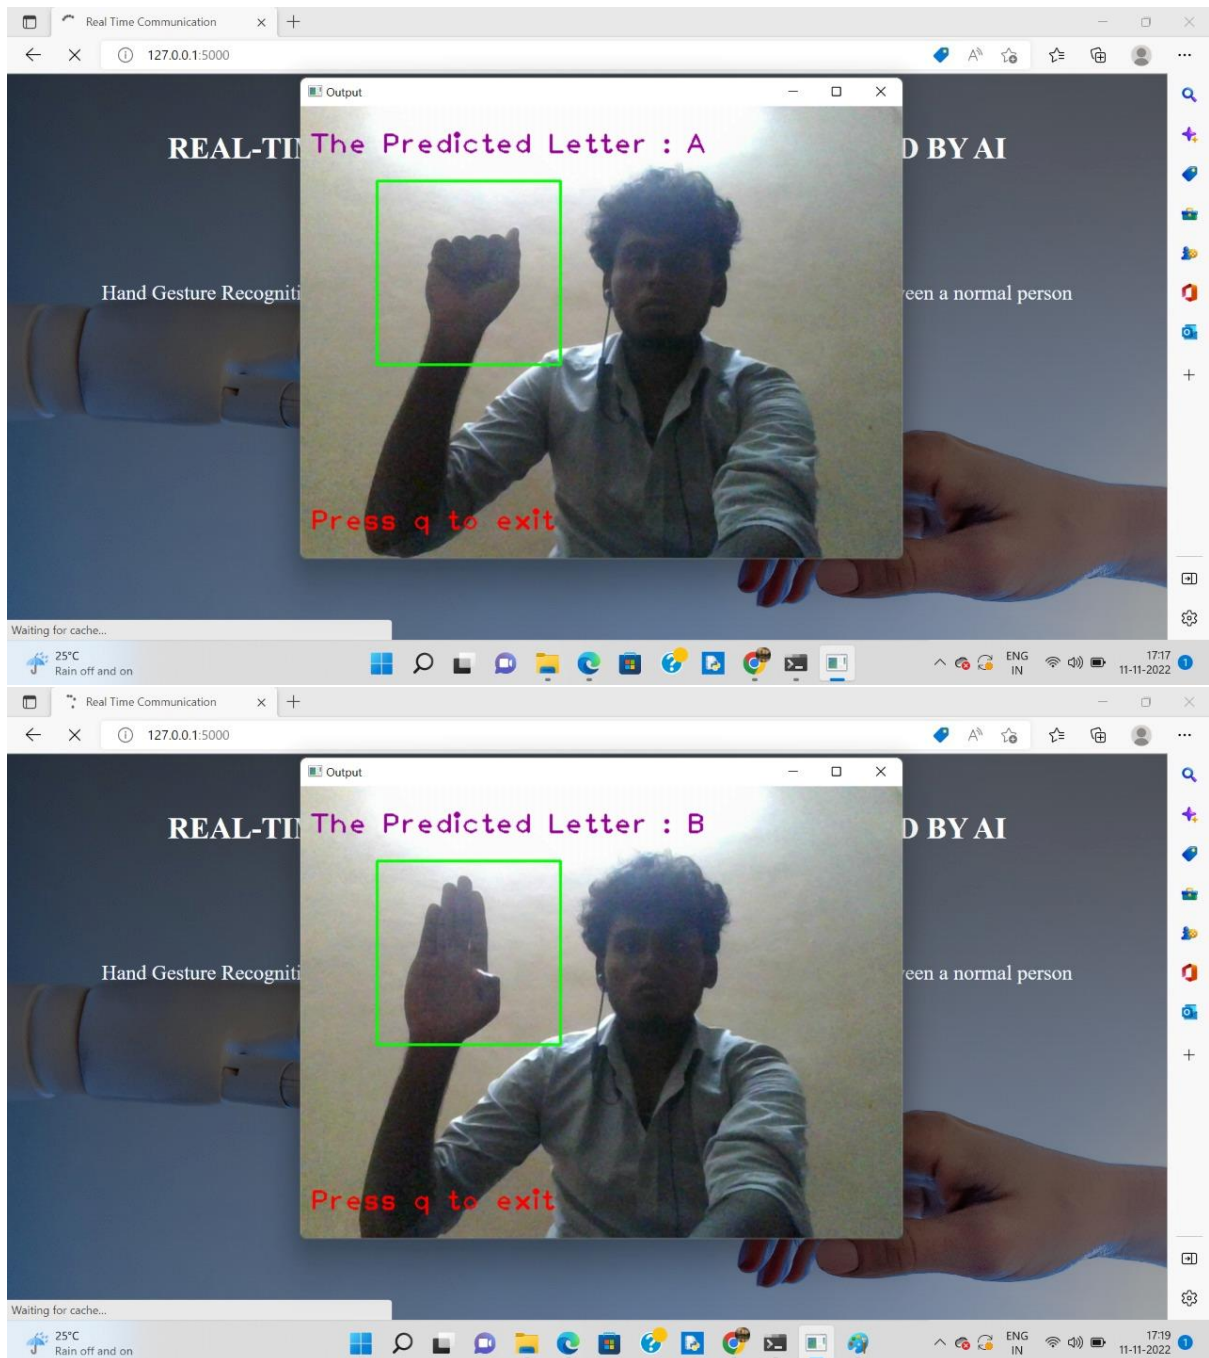 Real Time Communication
127.0.0.1:5000
Output
The Predicted Letter : A
REAL-TI
D BY AI
Hand Gesture Recogniti
een a normal person
Press q to exit
Waiting for cache...
25°C
Rain off and on
ENG
IN
17:17
11-11-2022
1
Real Time Communication
127.0.0.1:5000
Output
The Predicted Letter : B
REAL-TI
D BY AI
Hand Gesture Recogniti
een a normal person
Press q to exit
Waiting for cache...
25°C
Rain off and on
ENG
IN
17:19
11-11-2022
1